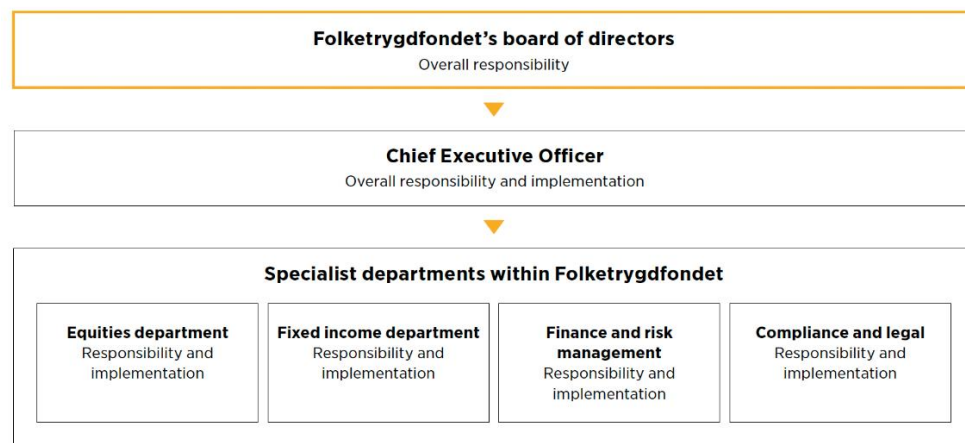 Folketrygdfondet's board of directors
Overall responsibility
Chief Executive Officer
Overall responsibility and implementation
Specialist departments within Folketrygdfondet
Equities department
Responsibility and
implementation
Fixed income department
Responsibility and
implementation
Finance and risk
management
Responsibility and
implementation
Compliance and legal
Responsibility and
implementation